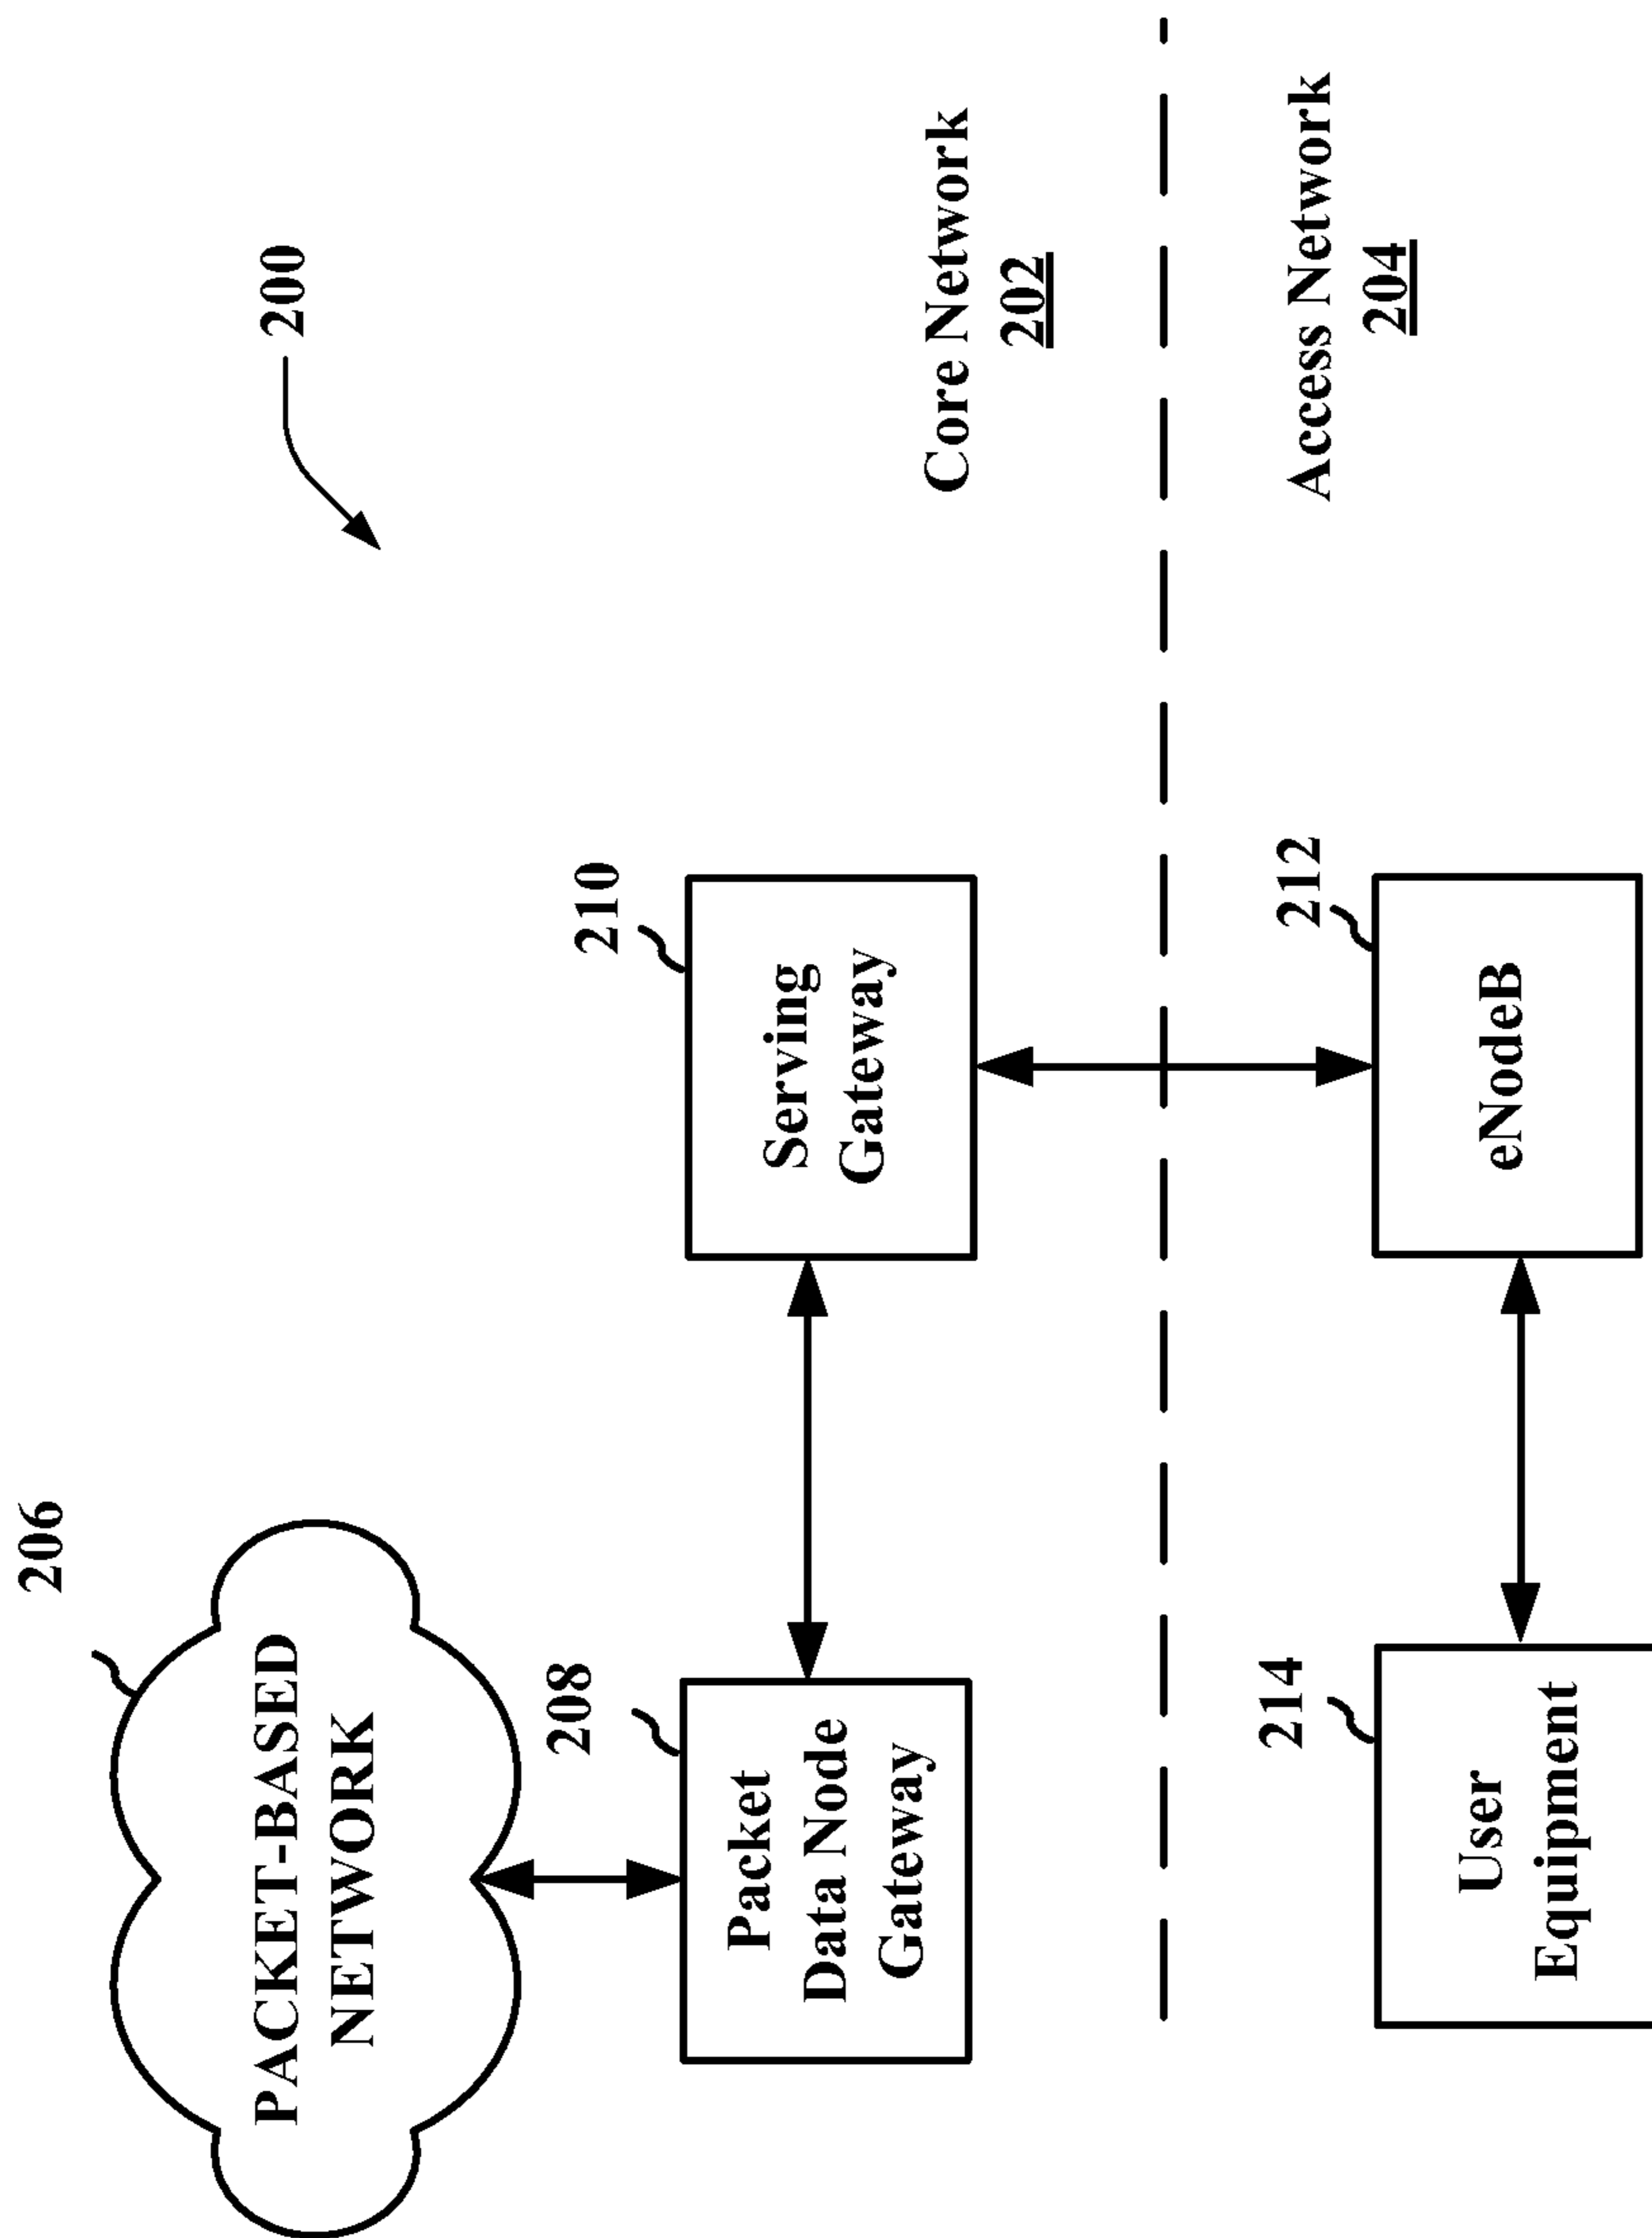 200
206
PACKET-BASED
NETWORK
208
Packet
Data Node
Gateway
210
Serving
Gateway
Core Network
202
Access Network
204
214
User
Equipment
212
eNodeB